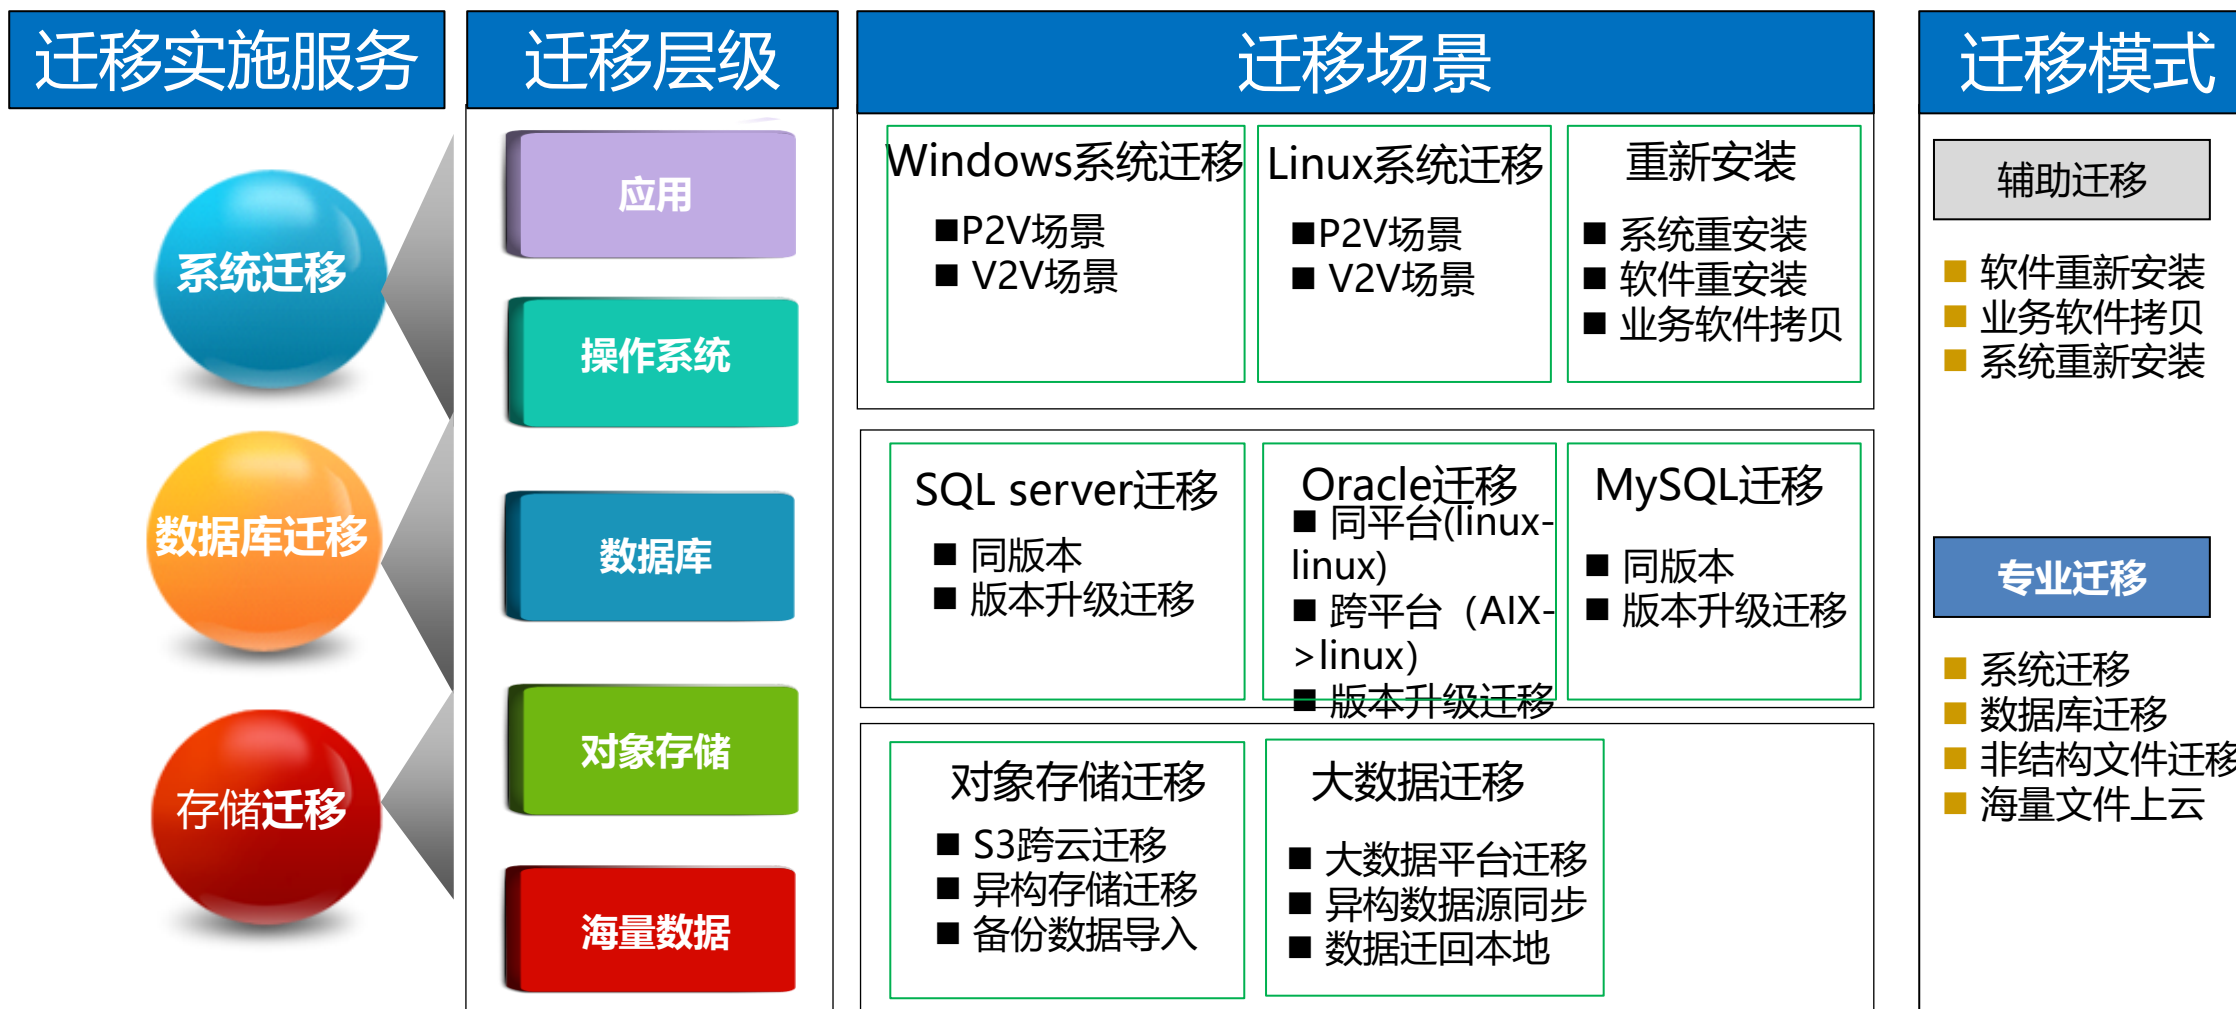 迁移实施服务
迁移层级
迁移场景
迁移模式
系统迁移
数据库迁移
存储迁移
应用
操作系统
数据库
对象存储
海量数据
Windows系统迁移
■P2V场景
■ V2V场景
Linux系统迁移
■P2V场景
■ V2V场景
重新安装
■ 系统重安装
■ 软件重安装
■ 业务软件拷贝
SQL server迁移
■ 同版本
■ 版本升级迁移
Oracle迁移
■ 同平台(linux-
linux)
■ 跨平台（AIX-
>linux）
■ 版本升级迁移
MySQL迁移
■ 同版本
■ 版本升级迁移
对象存储迁移
■ S3跨云迁移
■ 异构存储迁移
■ 备份数据导入
大数据迁移
■ 大数据平台迁移
■ 异构数据源同步
■ 数据迁回本地
辅助迁移
■ 软件重新安装
■ 业务软件拷贝
■ 系统重新安装
专业迁移
■ 系统迁移
■ 数据库迁移
■ 非结构文件迁移
■ 海量文件上云